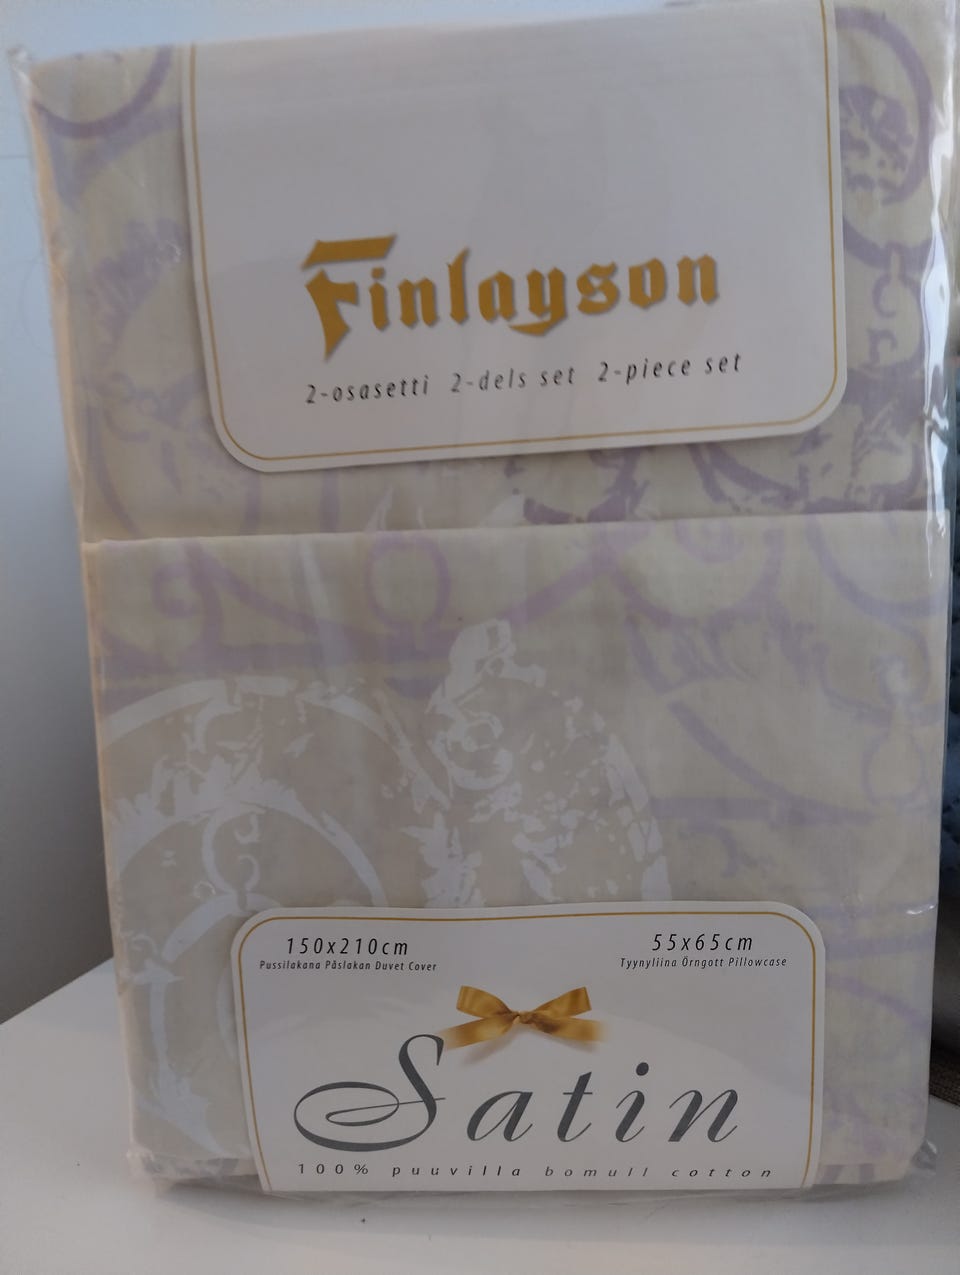 Finlayson
2-osasetti 2-dels set 2-piece set
150x210cm
Pussilakana Påslakan Duvet Cover
55x65cm
Tyynyliina Örngott Pillowcase
Satin
100% puuvilla bomull cotton